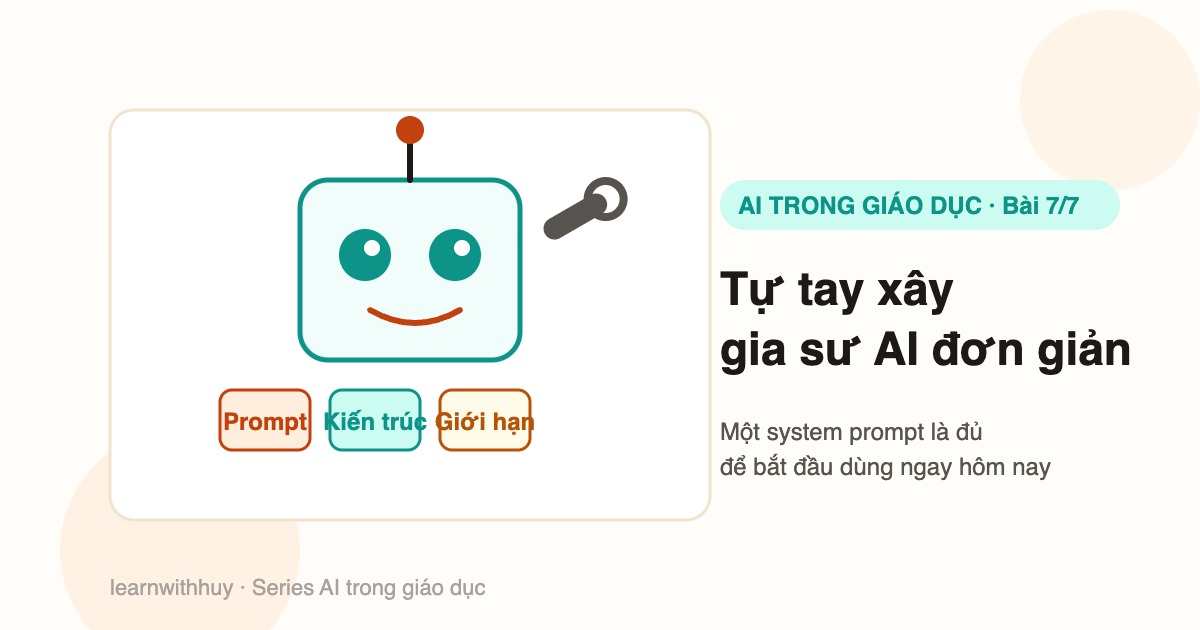 AI TRONG GIÁO DỤC · Bài 7/7
Tự tay xây
gia sư AI đơn giản
Một system prompt là đủ
để bắt đầu dùng ngay hôm nay
Prompt
Kiến trúc
Giới hạn
learnwithhuy · Series AI trong giáo dục